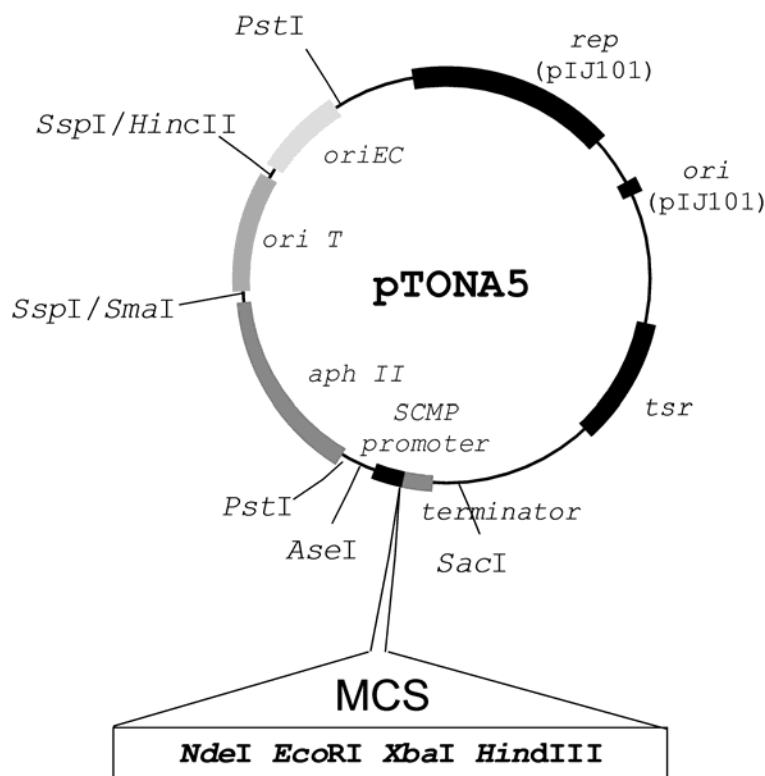 PstI
rep
(pIJ101)
SspI/HincII
oriEC
ori
(pIJ101)
ori T
pTONA5
SspI/SmaI
aph II
SCMP
promoter
tsr
PstI
terminator
AseI
SacI
MCS
NdeI EcoRI XbaI HindIII